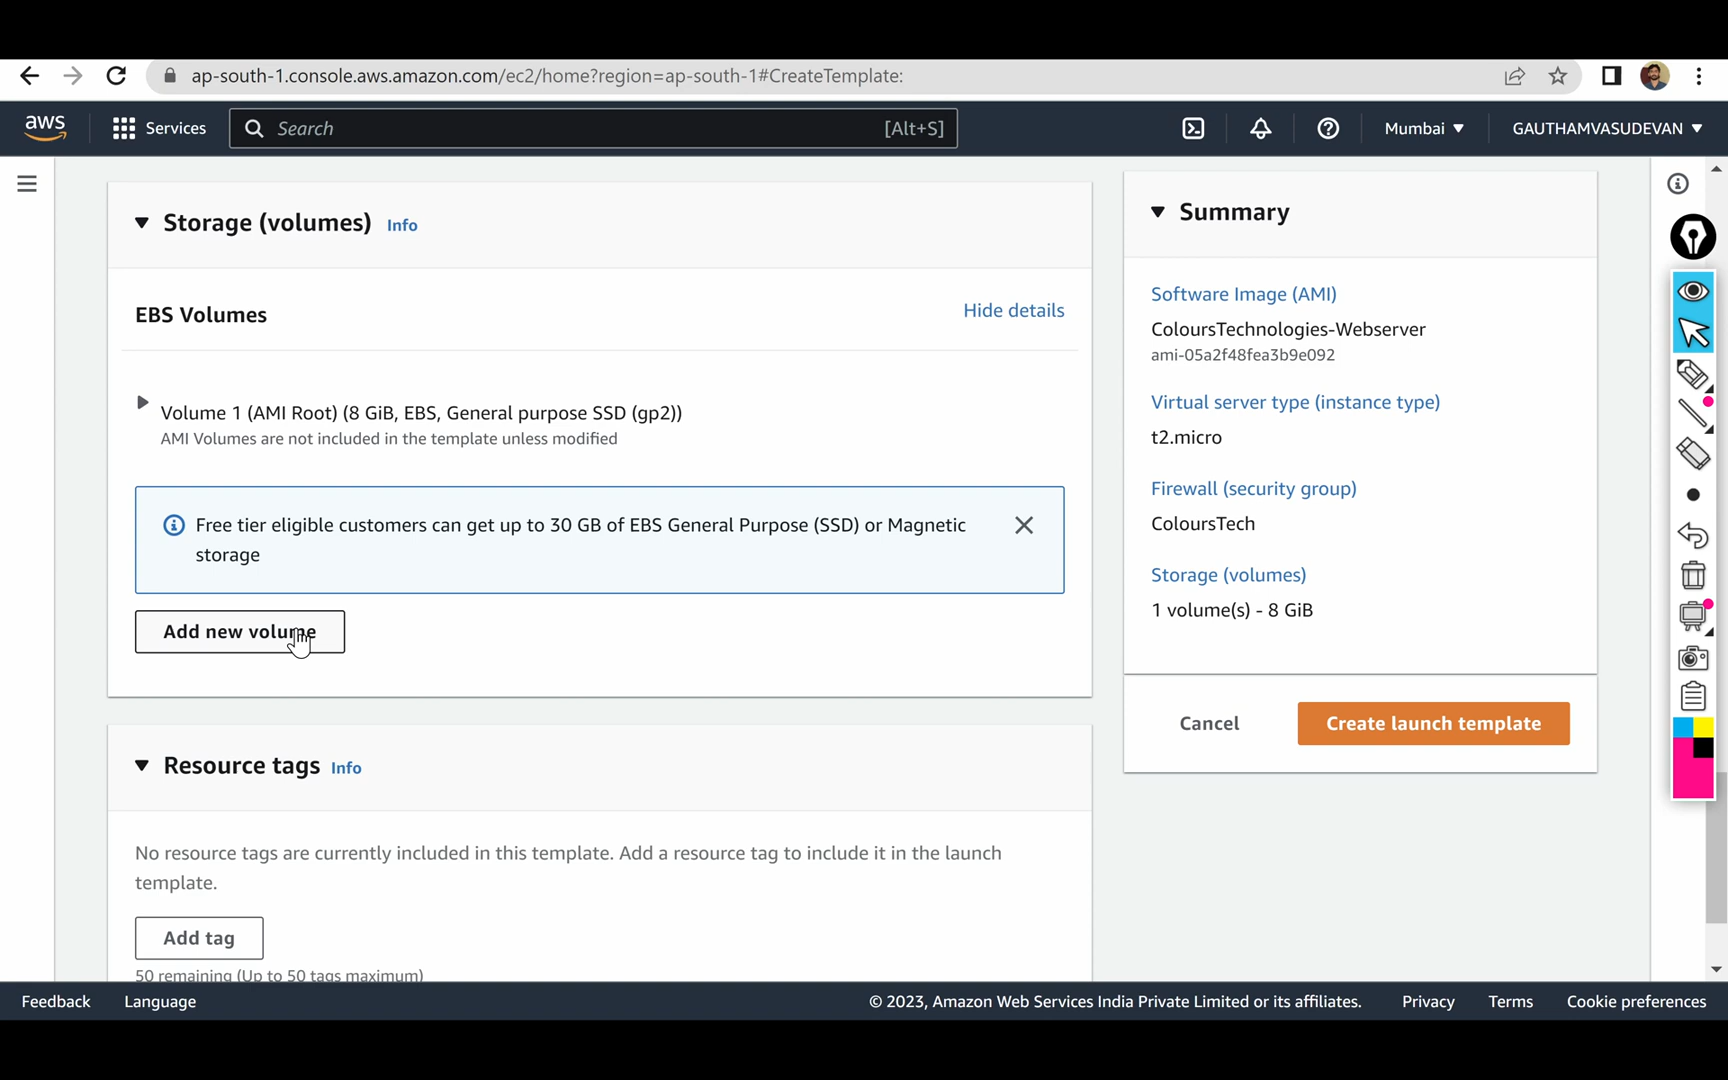 ap-south-1.console.aws.amazon.com/ec2/home?region=ap-south-1#CreateTemplate:
aws
Services
Search
[Alt+S]
Mumbai
GAUTHAMVASUDEVAN
Storage (volumes) Info
EBS Volumes
Hide details
Volume 1 (AMI Root) (8 GiB, EBS, General purpose SSD (gp2))
AMI Volumes are not included in the template unless modified
Free tier eligible customers can get up to 30 GB of EBS General Purpose (SSD) or Magnetic
storage
Add new volume
Resource tags Info
No resource tags are currently included in this template. Add a resource tag to include it in the launch
template.
Add tag
50 remaining (Up to 50 tags maximum)
Summary
Software Image (AMI)
ColoursTechnologies-Webserver
ami-05a2f48fea3b9e092
Virtual server type (instance type)
t2.micro
Firewall (security group)
ColoursTech
Storage (volumes)
1 volume(s) - 8 GiB
Cancel
Create launch template
Feedback
Language
© 2023, Amazon Web Services India Private Limited or its affiliates.
Privacy
Terms
Cookie preferences